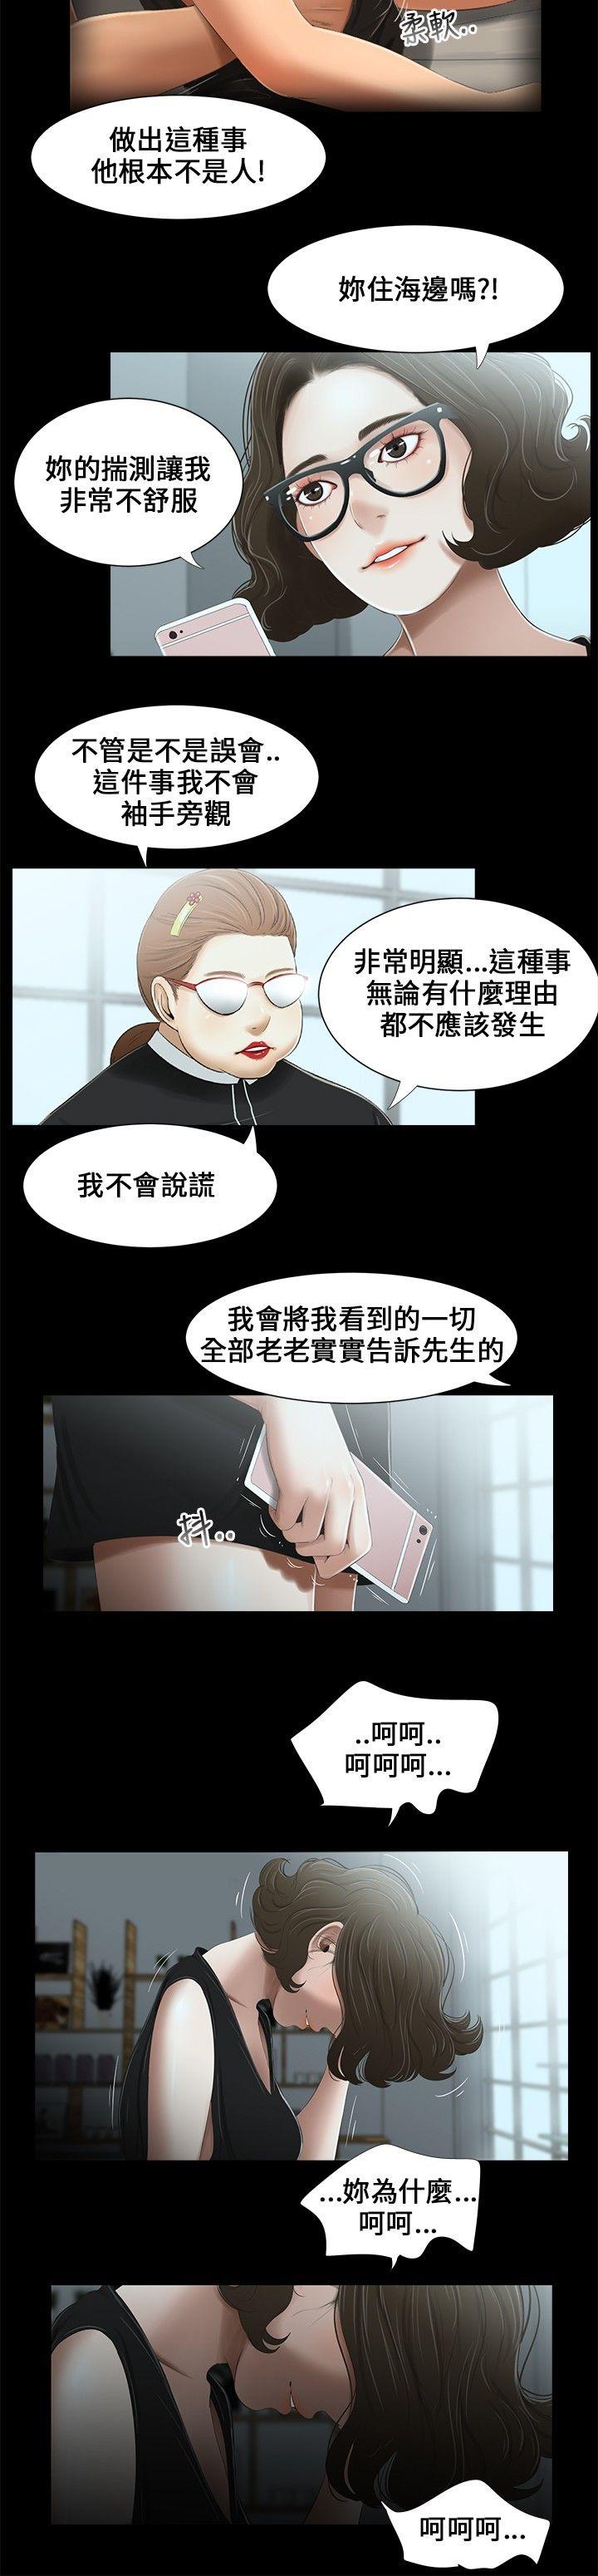 柔軟..
做出這種事
他根本不是人!
妳住海邊嗎?!
妳的揣測讓我
非常不舒服
不管是不是誤會..
這件事我不會
袖手旁觀
非常明顯...這種事
無論有什麼理由
都不應該發生
我不會說謊
我會將我看到的一切
全部老老實實告訴先生的
抖..
..呵呵..
呵呵呵...
...妳為什麼...
呵呵...
呵呵呵...